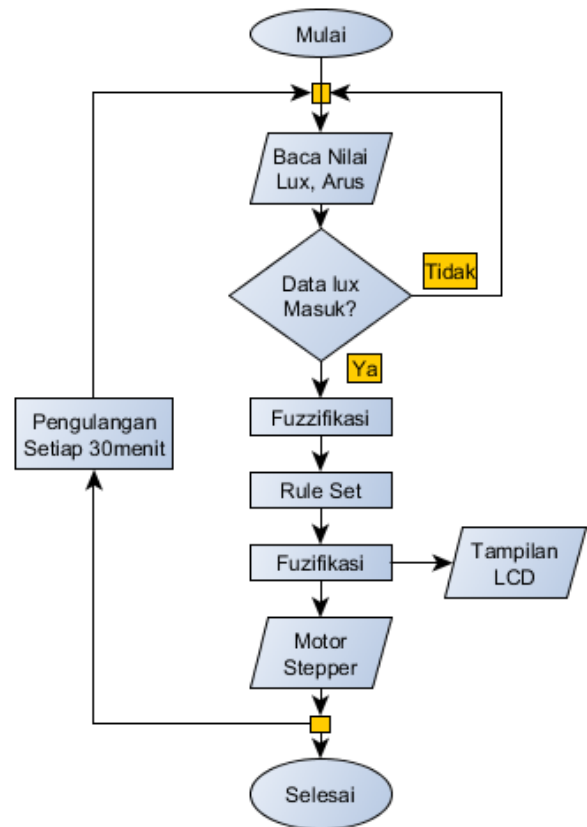 Mulai
Baca Nilai
Lux, Arus
Data lux
Masuk?
Tidak
Ya
Fuzzifikasi
Pengulangan
Setiap 30menit
Rule Set
Fuzifikasi
Tampilan
LCD
Motor
Stepper
Selesai